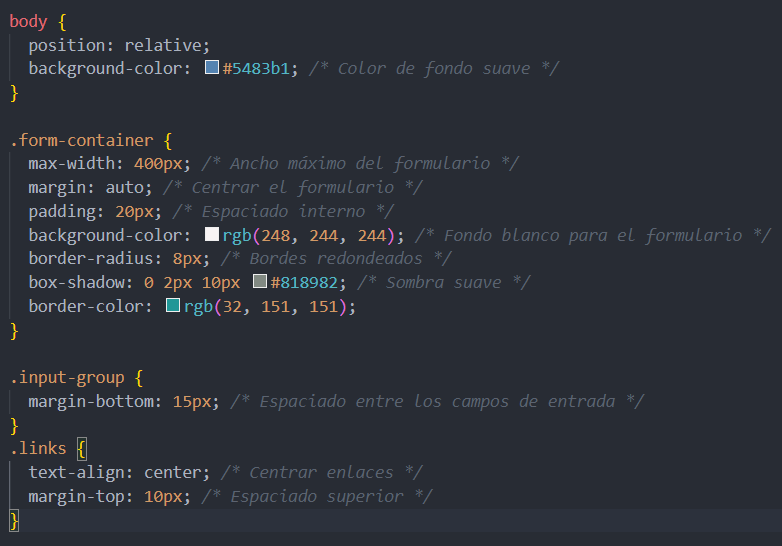 body {
position: relative;
background-color: #5483b1; /* Color de fondo suave */
}
.form-container {
max-width: 400px; /* Ancho máximo del formulario */
margin: auto; /* Centrar el formulario */
padding: 20px; /* Espaciado interno */
background-color: rgb(248, 244, 244); /* Fondo blanco para el formulario */
border-radius: 8px; /* Bordes redondeados */
box-shadow: 0 2px 10px #818982; /* Sombra suave */
border-color: rgb(32, 151, 151);
}
.input-group {
margin-bottom: 15px; /* Espaciado entre los campos de entrada */
}
.links {
text-align: center; /* Centrar enlaces */
margin-top: 10px; /* Espaciado superior */
}